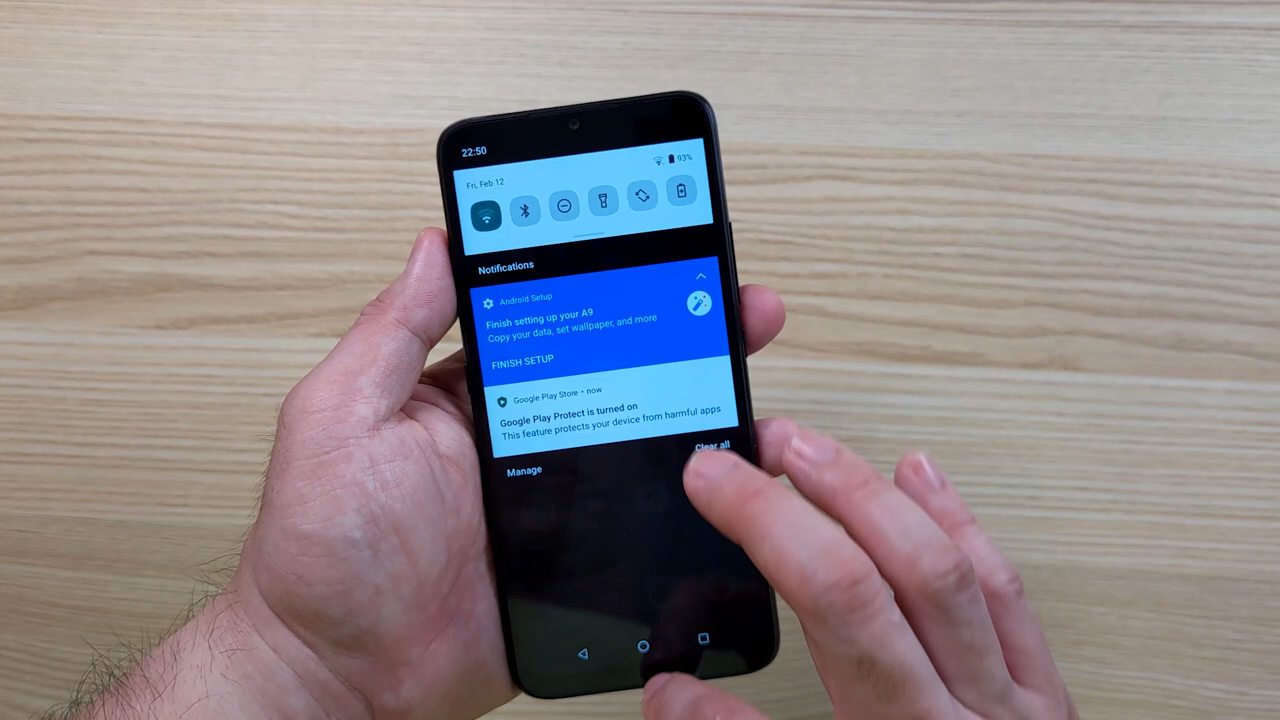 22:50
93%
Fri, Feb 12
Notifications
Android Setup
Finish setting up your A9
Copy your data, set wallpaper, and more
FINISH SETUP
Google Play Store • now
Google Play Protect is turned on
This feature protects your device from harmful apps
Manage
Clear all